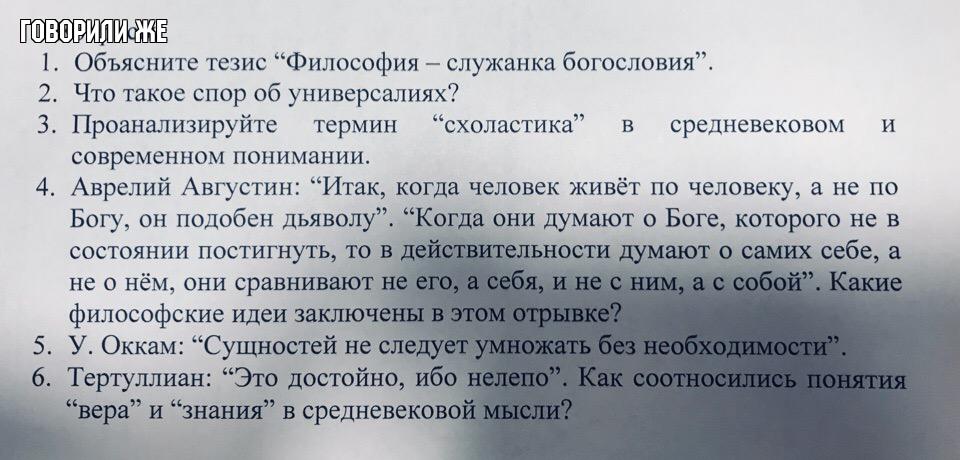 ГОВОРИЛИ ЖЕ
1. Объясните тезис “Философия – служанка богословия”.
2. Что такое спор об универсалиях?
3. Проанализируйте термин “схоластика” в средневековом и
современном понимании.
4. Аврелий Августин: “Итак, когда человек живёт по человеку, а не по
Богу, он подобен дьяволу”. “Когда они думают о Боге, которого не в
состоянии постигнуть, то в действительности думают о самих себе, а
не о нём, они сравнивают не его, а себя, и не с ним, а с собой”. Какие
философские идеи заключены в этом отрывке?
5. У. Оккам: “Сущностей не следует умножать без необходимости”.
6. Тертуллиан: “Это достойно, ибо нелепо”. Как соотносились понятия
“вера” и “знания” в средневековой мысли?